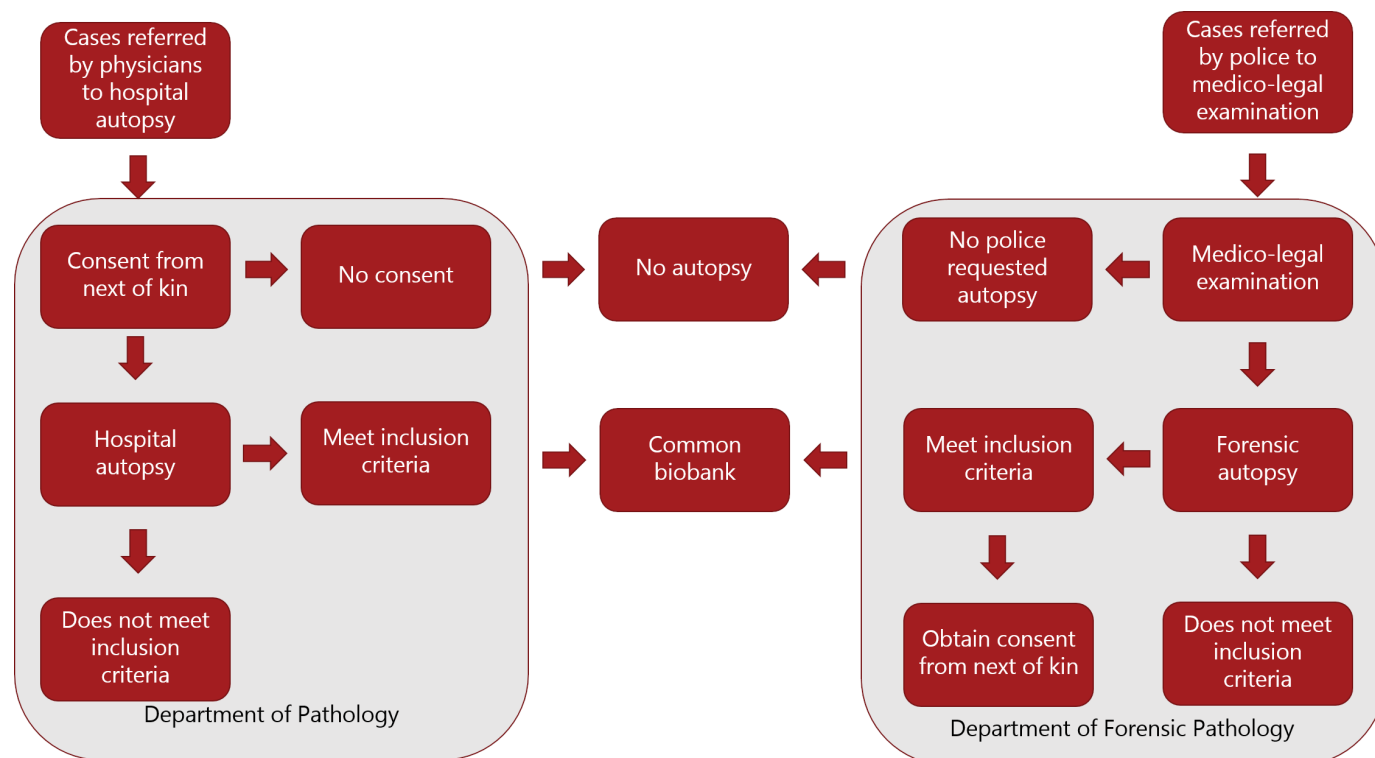 Cases referred
by physicians
to hospital
autopsy
Cases referred
by police to
medico-legal
examination
Consent from
next of kin
No consent
No autopsy
No police
requested
autopsy
Medico-legal
examination
Hospital
autopsy
Meet inclusion
criteria
Common
biobank
Meet inclusion
criteria
Forensic
autopsy
Does not meet
inclusion
criteria
Obtain consent
from next of kin
Does not meet
inclusion
criteria
Department of Pathology
Department of Forensic Pathology